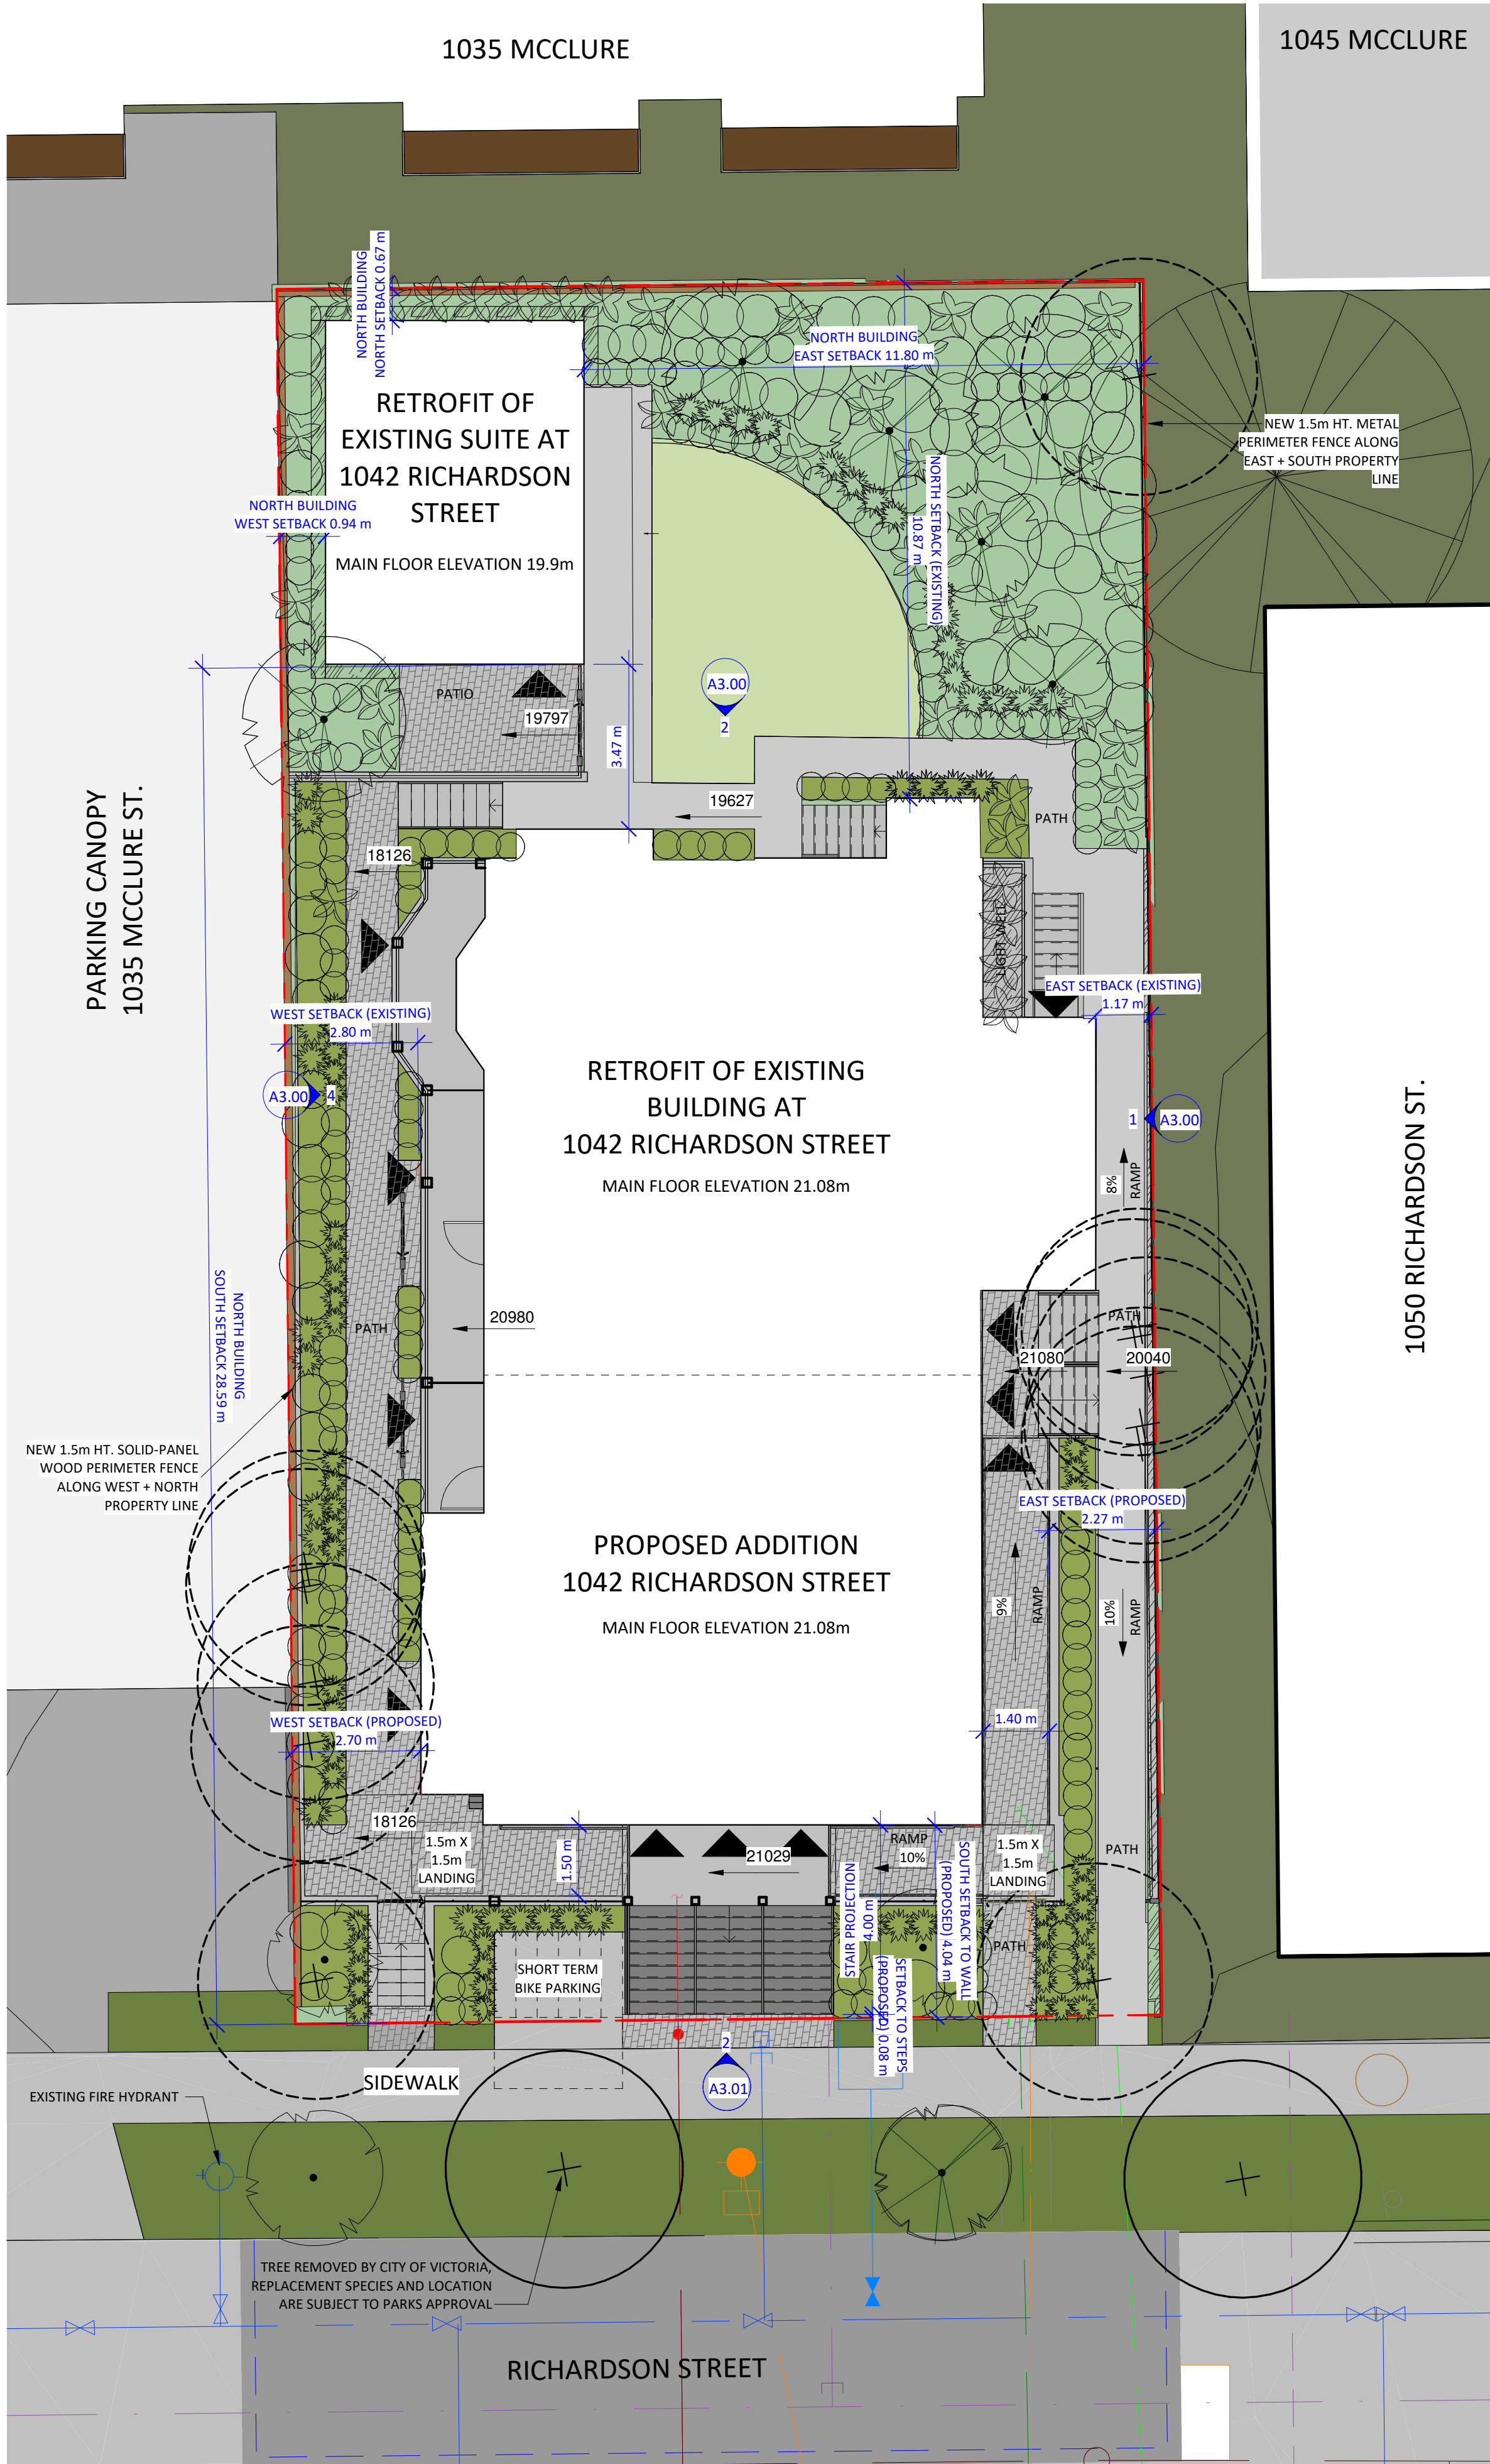 1035 MCCLURE
1045 MCCLURE
NORTH BUILDING
NORTH SETBACK 0.67 m
NORTH BUILDING
EAST SETBACK 11.80 m
RETROFIT OF
EXISTING SUITE AT
1042 RICHARDSON
STREET
MAIN FLOOR ELEVATION 19.9m
NEW 1.5m HT. METAL
PERIMETER FENCE ALONG
EAST + SOUTH PROPERTY
LINE
NORTH BUILDING
WEST SETBACK 0.94 m
NORTH SETBACK (EXISTING)
10.87 m
PATIO
19797
A3.00
2
3.47 m
19627
PATH
18126
PARKING CANOPY
1035 MCCLURE ST.
LIGHT WELL
EAST SETBACK (EXISTING)
1.17 m
WEST SETBACK (EXISTING)
2.80 m
A3.00
4
RETROFIT OF EXISTING
BUILDING AT
1042 RICHARDSON STREET
MAIN FLOOR ELEVATION 21.08m
1
A3.00
8%
RAMP
1050 RICHARDSON ST.
NORTH BUILDING
SOUTH SETBACK 28.59 m
PATH
20980
PATH
21080
20040
NEW 1.5m HT. SOLID-PANEL
WOOD PERIMETER FENCE
ALONG WEST + NORTH
PROPERTY LINE
EAST SETBACK (PROPOSED)
2.27 m
PROPOSED ADDITION
1042 RICHARDSON STREET
MAIN FLOOR ELEVATION 21.08m
9%
RAMP
10%
RAMP
WEST SETBACK (PROPOSED)
2.70 m
1.40 m
18126
1.5m X
1.5m
LANDING
1.50 m
21029
RAMP
10%
1.5m X
1.5m
LANDING
PATH
STAIR PROJECTION
4.00 m
SETBACK TO STEPS
(PROPOSED) 0.08 m
SOUTH SETBACK TO WALL
(PROPOSED) 4.04 m
PATH
SHORT TERM
BIKE PARKING
2
A3.01
SIDEWALK
EXISTING FIRE HYDRANT
TREE REMOVED BY CITY OF VICTORIA,
REPLACEMENT SPECIES AND LOCATION
ARE SUBJECT TO PARKS APPROVAL
RICHARDSON STREET